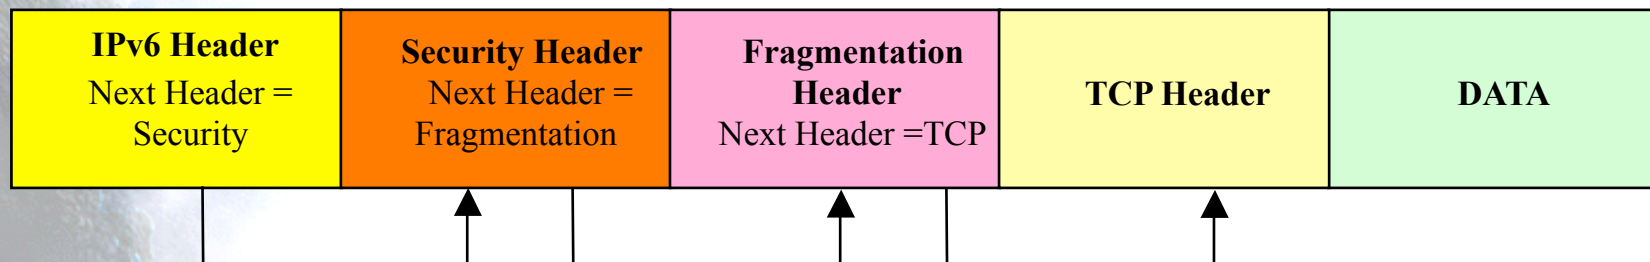 IPv6 Header
Next Header =
Security
Security Header
Next Header =
Fragmentation
Fragmentation
Header
Next Header =TCP
TCP Header
DATA